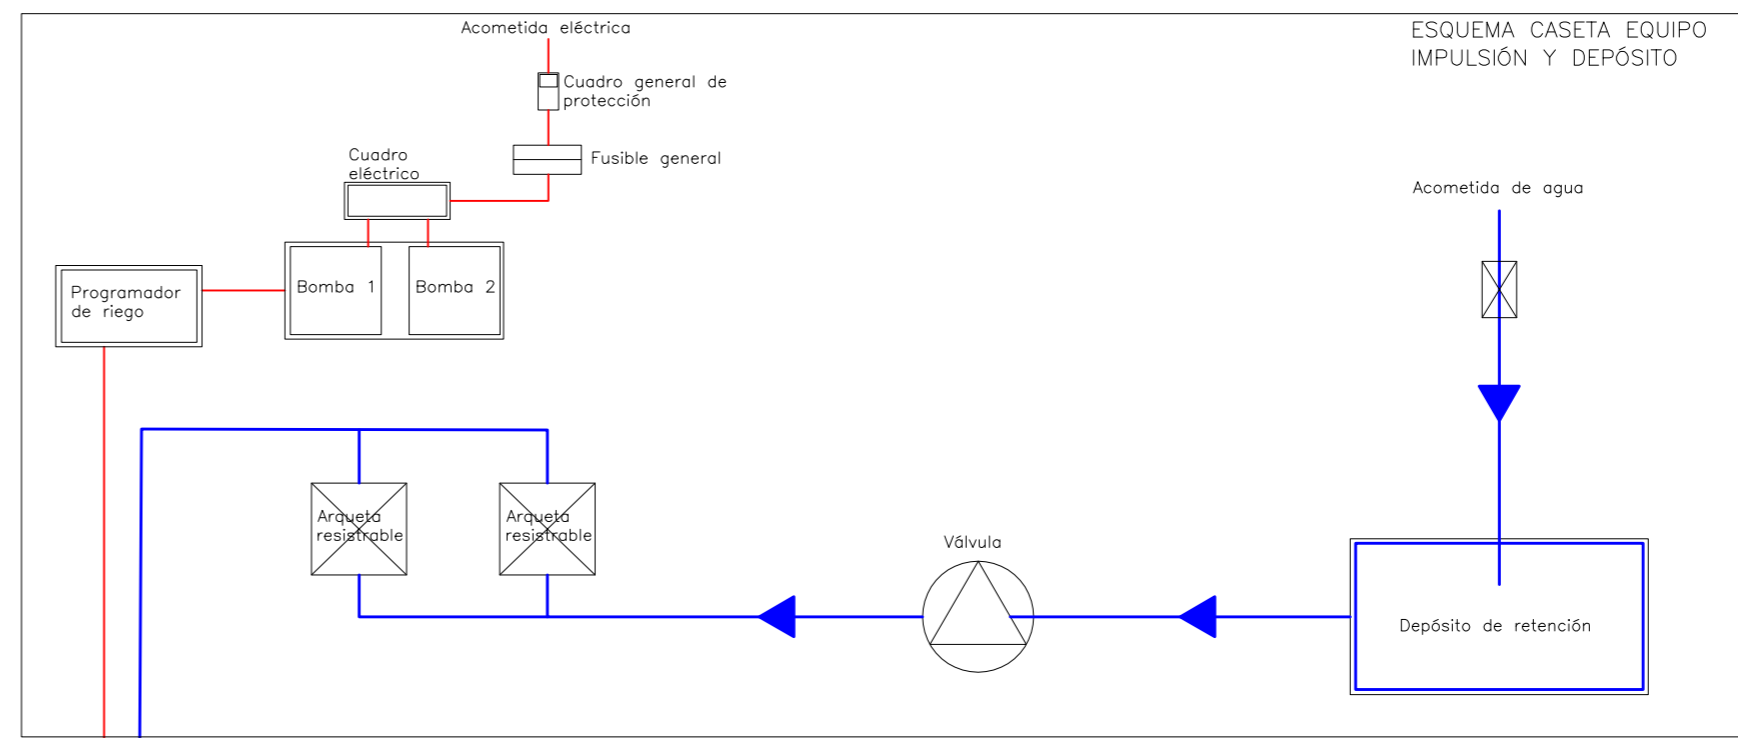 Acometida eléctrica
ESQUEMA CASETA EQUIPO
IMPULSIÓN Y DEPÓSITO
Cuadro general de
protección
Cuadro
eléctrico
Fusible general
Acometida de agua
Programador
de riego
Bomba 1
Bomba 2
Arqueta
resistrable
Arqueta
resistrable
Válvula
Depósito de retención